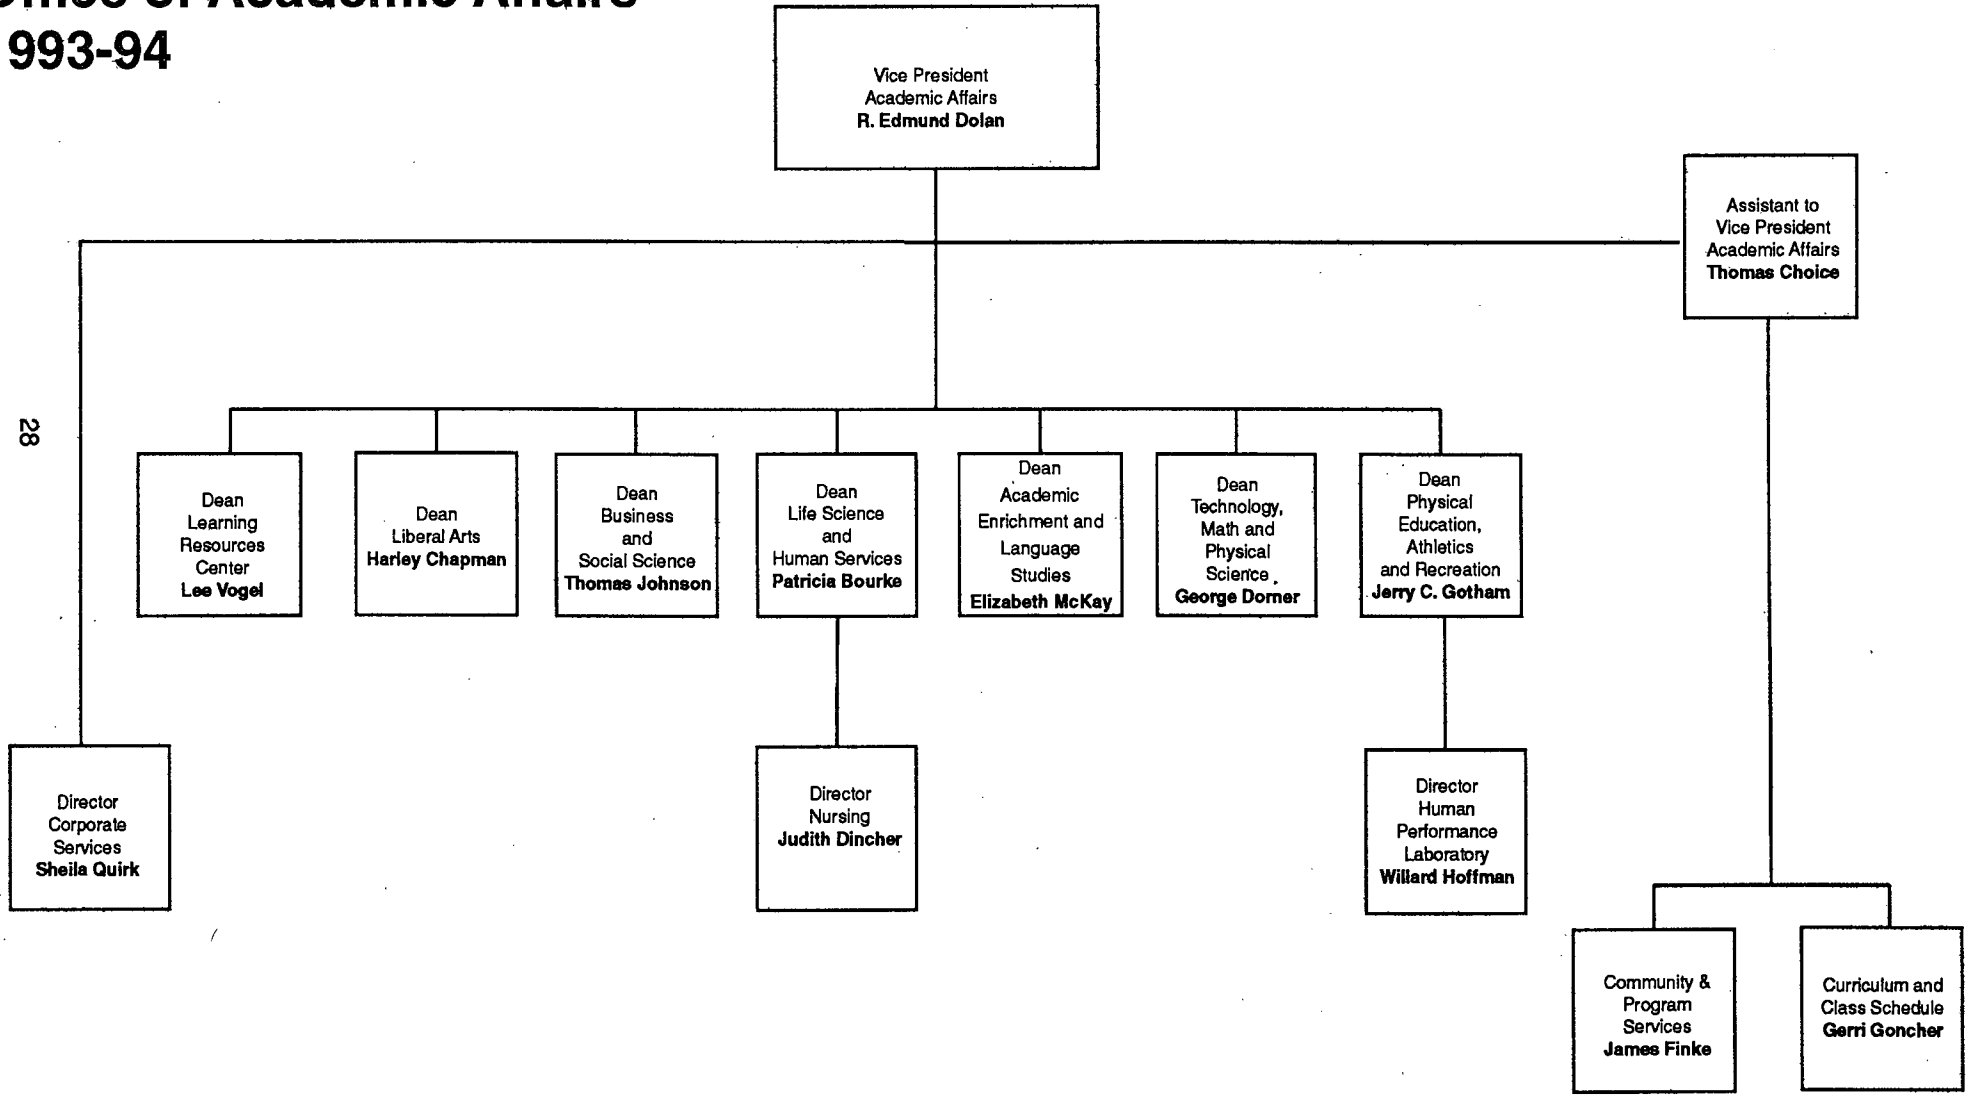 Office of Academic Affairs
993-94
Vice President
Academic Affairs
R. Edmund Dolan
Assistant to
Vice President
Academic Affairs
Thomas Choice
28
Dean
Learning
Resources
Center
Lee Vogel
Dean
Liberal Arts
Harley Chapman
Dean
Business
and
Social Science
Thomas Johnson
Dean
Life Science
and
Human Services
Patricia Bourke
Dean
Academic
Enrichment and
Language
Studies
Elizabeth McKay
Dean
Technology,
Math and
Physical
Science
George Dorner
Dean
Physical
Education,
Athletics
and Recreation
Jerry C. Gotham
Director
Corporate
Services
Sheila Quirk
Director
Nursing
Judith Dincher
Director
Human
Performance
Laboratory
Willard Hoffman
Community &
Program
Services
James Finke
Curriculum and
Class Schedule
Gerri Goncher